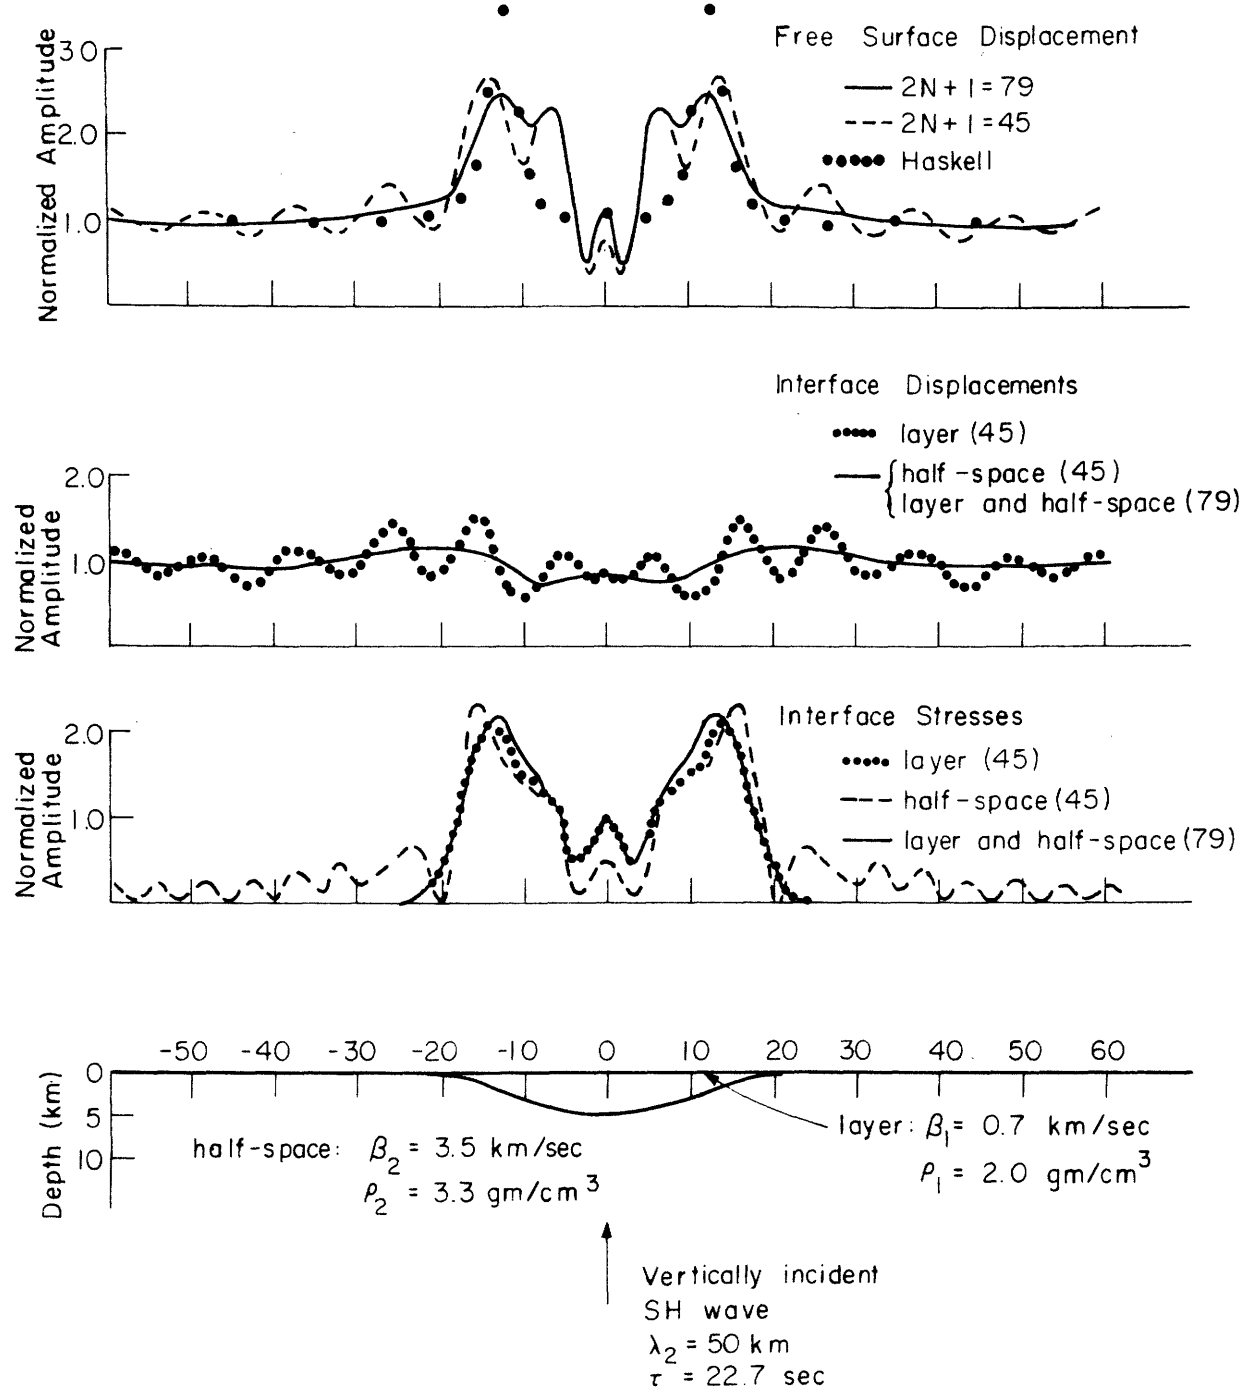 Free Surface Displacement
2N + 1 = 79
2N + 1 = 45
Haskell
Normalized Amplitude
3.0
2.0
1.0
Interface Displacements
layer (45)
half-space (45)
layer and half-space (79)
Normalized
Amplitude
2.0
1.0
Interface Stresses
layer (45)
half-space (45)
layer and half-space (79)
Normalized
Amplitude
2.0
1.0
-50 -40 -30 -20 -10 0 10 20 30 40 50 60
Depth (km)
0
5
10
half-space: β₂ = 3.5 km/sec
ρ₂ = 3.3 gm/cm³
layer: β₁ = 0.7 km/sec
ρ₁ = 2.0 gm/cm³
Vertically incident
SH wave
λ₂ = 50 km
τ = 22.7 sec